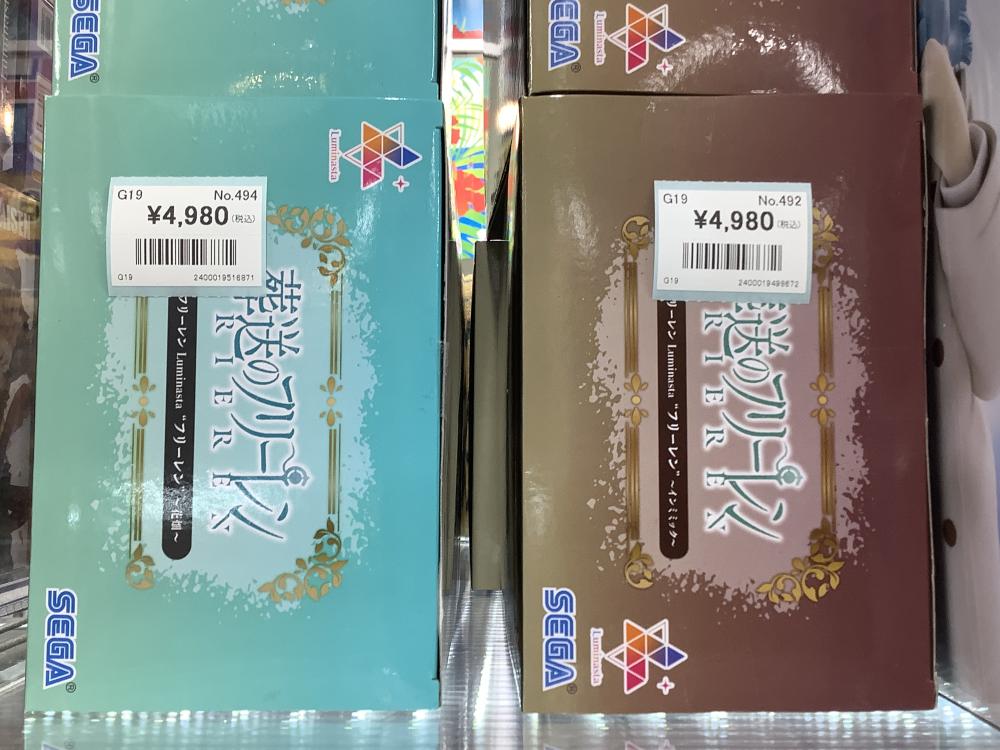 SEGA®
SEGA®
Luminasta
Luminasta
G19 No.494
¥4,980(税込)
G19 2400019516871
葬送のフリーレン
FRIEREN
フリーレン Luminasta “フリーレン”～花畑～
SEGA®
G19 No.492
¥4,980(税込)
G19 2400019499672
送のフリーレン
フリーレン Luminasta “フリーレン”～インミミック～
SEGA®
Luminasta